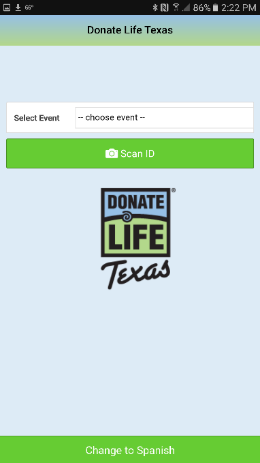 68° 86% 2:22 PM
Donate Life Texas
Select Event -- choose event --
Scan ID
DONATE
LIFE
Texas
Change to Spanish